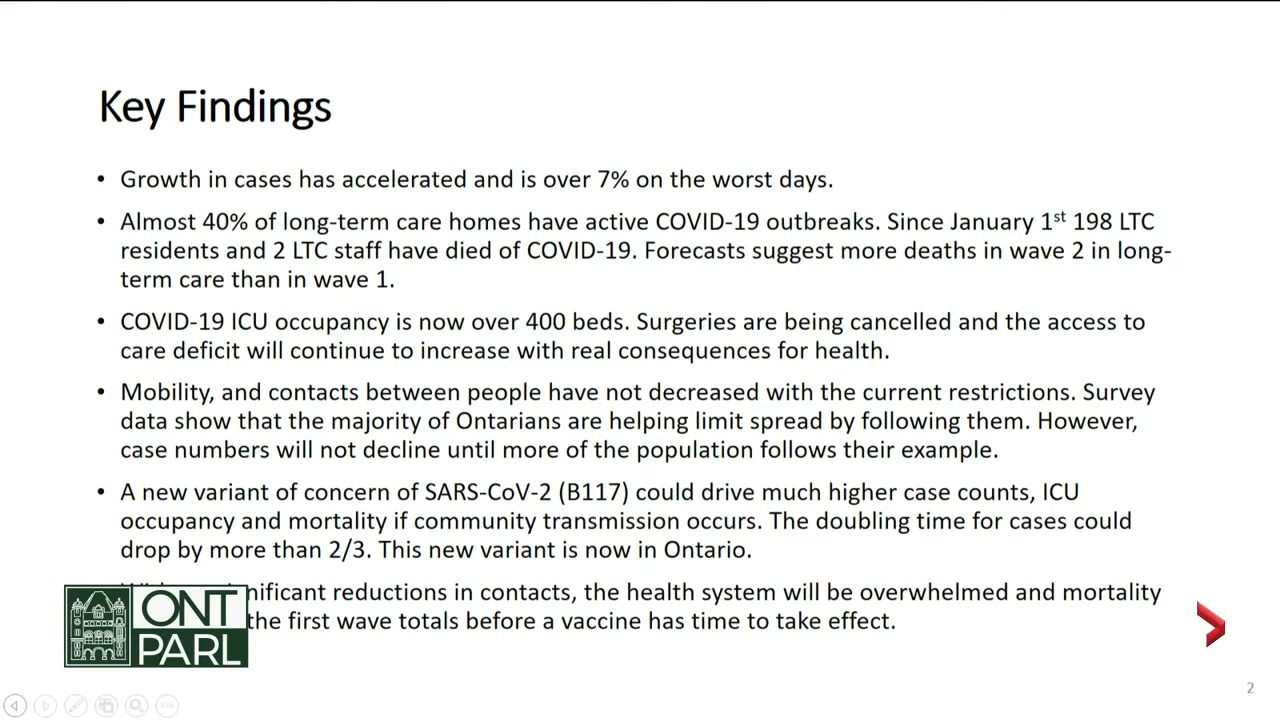 Key Findings
• Growth in cases has accelerated and is over 7% on the worst days.
• Almost 40% of long-term care homes have active COVID-19 outbreaks. Since January 1st 198 LTC
residents and 2 LTC staff have died of COVID-19. Forecasts suggest more deaths in wave 2 in long-
term care than in wave 1.
• COVID-19 ICU occupancy is now over 400 beds. Surgeries are being cancelled and the access to
care deficit will continue to increase with real consequences for health.
• Mobility, and contacts between people have not decreased with the current restrictions. Survey
data show that the majority of Ontarians are helping limit spread by following them. However,
case numbers will not decline until more of the population follows their example.
• A new variant of concern of SARS-CoV-2 (B117) could drive much higher case counts, ICU
occupancy and mortality if community transmission occurs. The doubling time for cases could
drop by more than 2/3. This new variant is now in Ontario.
reductions in contacts, the health system will be overwhelmed and mortality
the first wave totals before a vaccine has time to take effect.
ONT
PARL
2